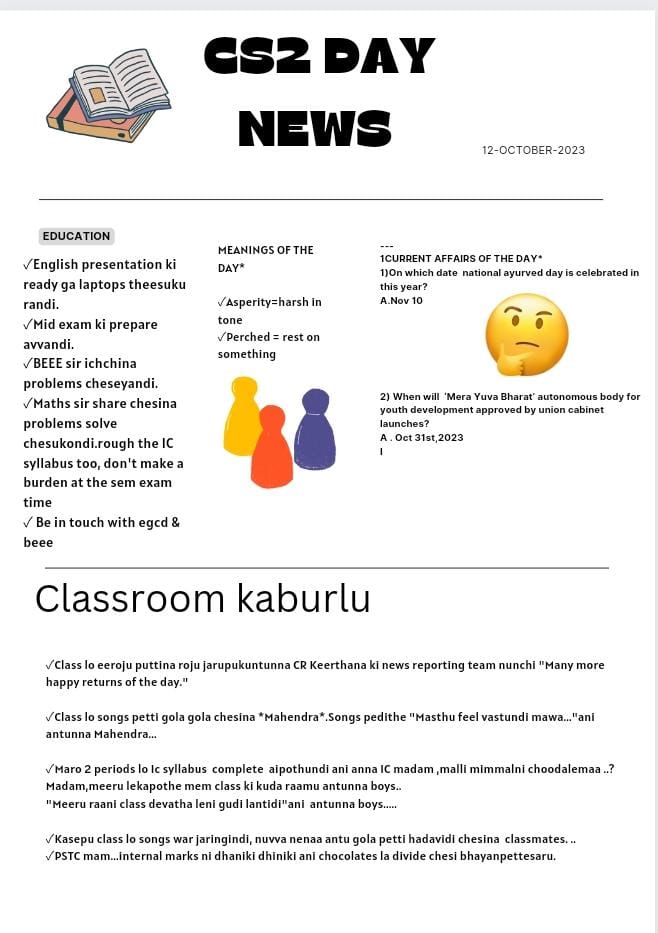 CS2 DAY
NEWS
12-OCTOBER-2023
EDUCATION
✓English presentation ki
ready ga laptops theesuku
randi.
✓Mid exam ki prepare
avvandi.
✓BEEE sir ichchina
problems cheseyandi.
✓Maths sir share chesina
problems solve
chesukondi.rough the IC
syllabus too, don't make a
burden at the sem exam
time
✓ Be in touch with egcd &
beee
MEANINGS OF THE
DAY*
✓Asperity=harsh in
tone
✓Perched = rest on
something
---
1CURRENT AFFAIRS OF THE DAY*
1)On which date  national ayurved day is celebrated in
this year?
A.Nov 10
2) When will  ‘Mera Yuva Bharat’ autonomous body for
youth development approved by union cabinet
launches?
A . Oct 31st,2023
I
Classroom kaburlu
✓Class lo eeroju puttina roju jarupukuntunna CR Keerthana ki news reporting team nunchi "Many more
happy returns of the day."
✓Class lo songs petti gola gola chesina *Mahendra*.Songs pedithe "Masthu feel vastundi mawa..."ani
antunna Mahendra...
✓Maro 2 periods lo Ic syllabus  complete  aipothundi ani anna IC madam ,malli mimmalni choodalemaa ..?
Madam,meeru lekapothe mem class ki kuda raamu antunna boys..
"Meeru raani class devatha leni gudi lantidi"ani  antunna boys.....
✓Kasepu class lo songs war jaringindi, nuvva nenaa antu gola petti hadavidi chesina  classmates. ..
✓PSTC mam...internal marks ni dhaniki dhiniki ani chocolates la divide chesi bhayanpettesaru.